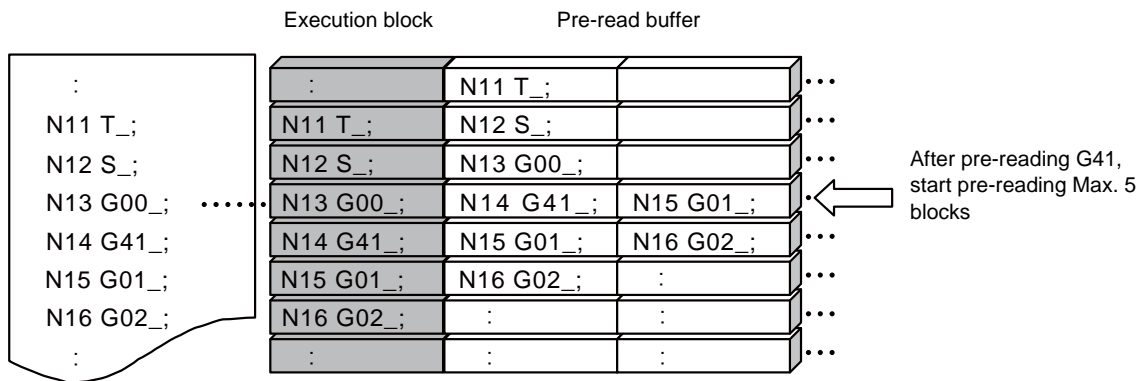 Execution block Pre-read buffer
: : N11 T_;
N11 T_; N11 T_; N12 S_;
N12 S_; N12 S_; N13 G00_;
N13 G00_; ...... N13 G00_; N14 G41_; N15 G01_;
N14 G41_; N14 G41_; N15 G01_; N16 G02_;
N15 G01_; N15 G01_; N16 G02_; :
N16 G02_; N16 G02_; : :
: : : :
After pre-reading G41,
start pre-reading Max. 5
blocks